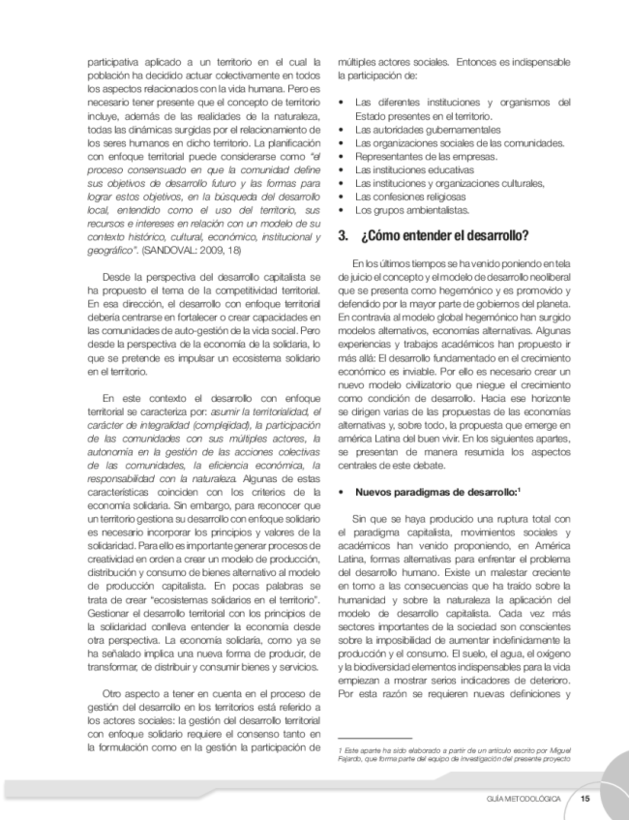 participativa aplicado a un territorio en el cual la
población ha decidido actuar colectivamente en todos
los aspectos relacionados con la vida humana. Pero es
necesario tener presente que el concepto de territorio
incluye, además de las realidades de la naturaleza,
todas las dinámicas surgidas por el relacionamiento de
los seres humanos en dicho territorio. La planificación
con enfoque territorial puede considerarse como "el
proceso consensuado en que la comunidad define
sus objetivos de desarrollo futuro y las formas para
lograr estos objetivos, en la búsqueda del desarrollo
local, entendido como el uso del territorio, sus
recursos e intereses en relación con un modelo de su
contexto histórico, cultural, económico, institucional y
geográfico". (SANDOVAL: 2009, 18)
Desde la perspectiva del desarrollo capitalista se
ha propuesto el tema de la competitividad territorial.
En esa dirección, el desarrollo con enfoque territorial
debería centrarse en fortalecer o crear capacidades en
las comunidades de auto-gestión de la vida social. Pero
desde la perspectiva de la economía de la solidaria, lo
que se pretende es impulsar un ecosistema solidario
en el territorio.
En este contexto el desarrollo con enfoque
territorial se caracteriza por: asumir la territorialidad, el
carácter de integralidad (complejidad), la participación
de las comunidades con sus múltiples actores, la
autonomía en la gestión de las acciones colectivas
de las comunidades, la eficiencia económica, la
responsabilidad con la naturaleza. Algunas de estas
características coinciden con los criterios de la
economía solidaria. Sin embargo, para reconocer que
un territorio gestiona su desarrollo con enfoque solidario
es necesario incorporar los principios y valores de la
solidaridad. Para ello es importante generar procesos de
creatividad en orden a crear un modelo de producción,
distribución y consumo de bienes alternativo al modelo
de producción capitalista. En pocas palabras se
trata de crear "ecosistemas solidarios en el territorio".
Gestionar el desarrollo territorial con los principios de
la solidaridad conlleva entender la economía desde
otra perspectiva. La economía solidaria, como ya se
ha señalado implica una nueva forma de producir, de
transformar, de distribuir y consumir bienes y servicios.
Otro aspecto a tener en cuenta en el proceso de
gestión del desarrollo en los territorios está referido a
los actores sociales: la gestión del desarrollo territorial
con enfoque solidario requiere el consenso tanto en
la formulación como en la gestión la participación de
múltiples actores sociales. Entonces es indispensable
la participación de:
• Las diferentes instituciones y organismos del
Estado presentes en el territorio.
• Las autoridades gubernamentales
• Las organizaciones sociales de las comunidades.
• Representantes de las empresas.
• Las instituciones educativas
• Las instituciones y organizaciones culturales,
• Las confesiones religiosas
• Los grupos ambientalistas.
3. ¿Cómo entender el desarrollo?
En los últimos tiempos se ha venido poniendo en tela
de juicio el concepto y el modelo de desarrollo neoliberal
que se presenta como hegemónico y es promovido y
defendido por la mayor parte de gobiernos del planeta.
En contravía al modelo global hegemónico han surgido
modelos alternativos, economías alternativas. Algunas
experiencias y trabajos académicos han propuesto ir
más allá: El desarrollo fundamentado en el crecimiento
económico es inviable. Por ello es necesario crear un
nuevo modelo civilizatorio que niegue el crecimiento
como condición de desarrollo. Hacia ese horizonte
se dirigen varias de las propuestas de las economías
alternativas y, sobre todo, la propuesta que emerge en
américa Latina del buen vivir. En los siguientes apartes,
se presentan de manera resumida los aspectos
centrales de este debate.
• Nuevos paradigmas de desarrollo:1
Sin que se haya producido una ruptura total con
el paradigma capitalista, movimientos sociales y
académicos han venido proponiendo, en América
Latina, formas alternativas para enfrentar el problema
del desarrollo humano. Existe un malestar creciente
en torno a las consecuencias que ha traído sobre la
humanidad y sobre la naturaleza la aplicación del
modelo de desarrollo capitalista. Cada vez más
sectores importantes de la sociedad son conscientes
sobre la imposibilidad de aumentar indefinidamente la
producción y el consumo. El suelo, el agua, el oxígeno
y la biodiversidad elementos indispensables para la vida
empiezan a mostrar serios indicadores de deterioro.
Por esta razón se requieren nuevas definiciones y
1 Este aparte ha sido elaborado a partir de un artículo escrito por Miguel
Fajardo, que forma parte del equipo de investigación del presente proyecto
GUÍA METODOLÓGICA 15